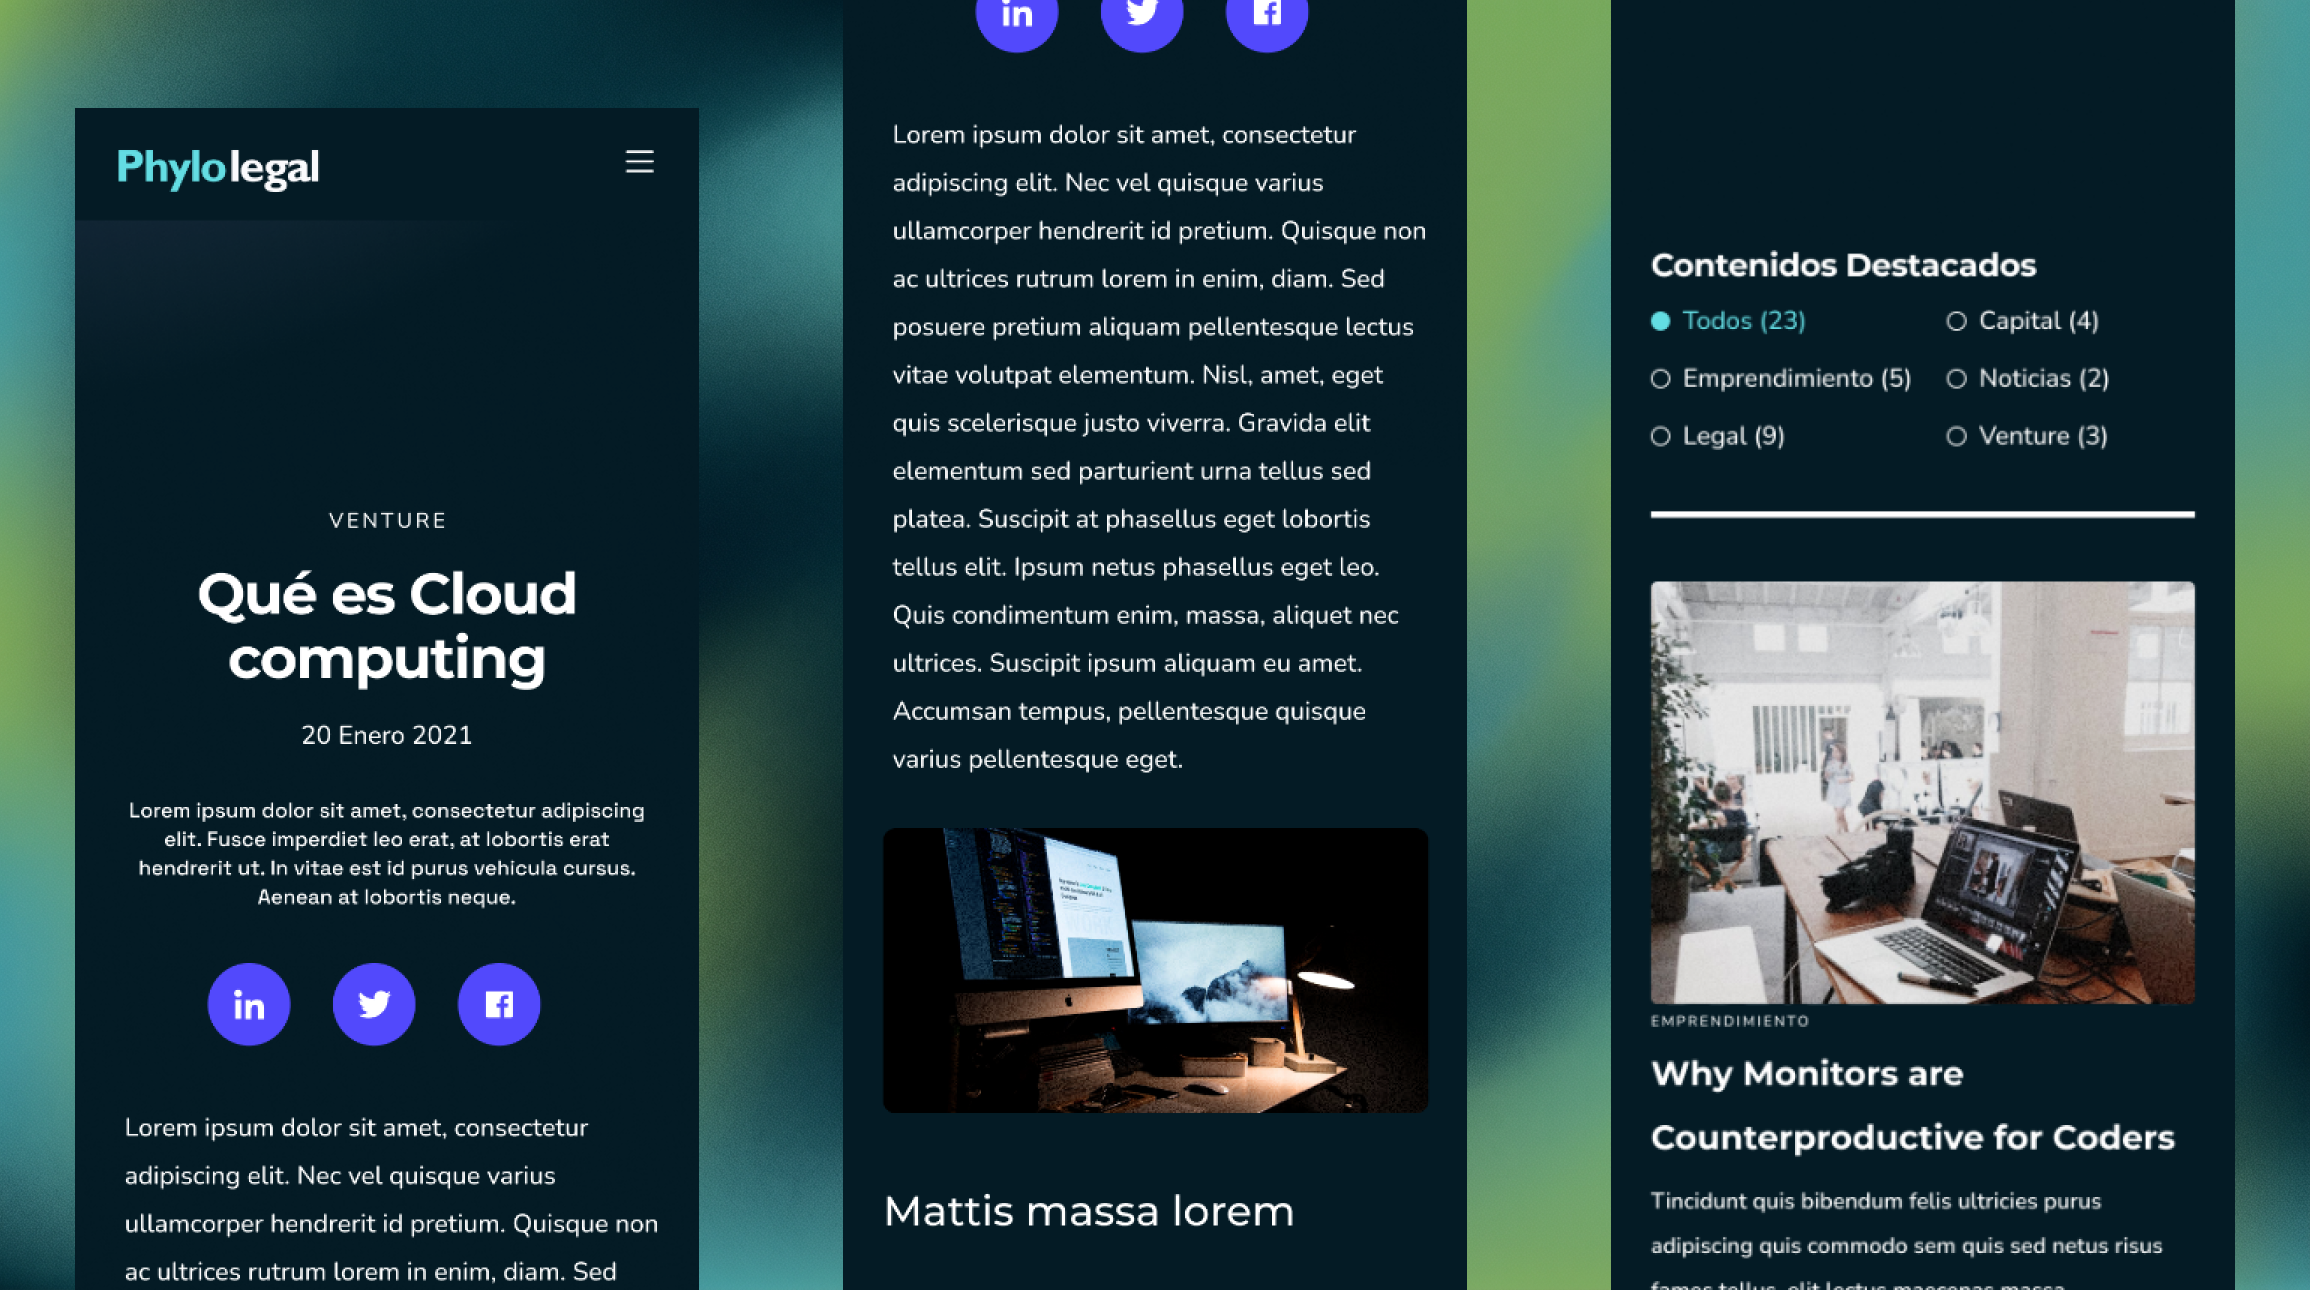 Phylolegal
VENTURE
Qué es Cloud
computing
20 Enero 2021
Lorem ipsum dolor sit amet, consectetur adipiscing
elit. Fusce imperdiet leo erat, at lobortis erat
hendrerit ut. In vitae est id purus vehicula cursus.
Aenean at lobortis neque.
in
Lorem ipsum dolor sit amet, consectetur
adipiscing elit. Nec vel quisque varius
ullamcorper hendrerit id pretium. Quisque non
ac ultrices rutrum lorem in enim, diam. Sed
in
Lorem ipsum dolor sit amet, consectetur
adipiscing elit. Nec vel quisque varius
ullamcorper hendrerit id pretium. Quisque non
ac ultrices rutrum lorem in enim, diam. Sed
posuere pretium aliquam pellentesque lectus
vitae volutpat elementum. Nisl, amet, eget
quis scelerisque justo viverra. Gravida elit
elementum sed parturient urna tellus sed
platea. Suscipit at phasellus eget lobortis
tellus elit. Ipsum netus phasellus eget leo.
Quis condimentum enim, massa, aliquet nec
ultrices. Suscipit ipsum aliquam eu amet.
Accumsan tempus, pellentesque quisque
varius pellentesque eget.
Mattis massa lorem
Contenidos Destacados
Todos (23)
Capital (4)
Emprendimiento (5)
Noticias (2)
Legal (9)
Venture (3)
EMPRENDIMIENTO
Why Monitors are
Counterproductive for Coders
Tincidunt quis bibendum felis ultricies purus
adipiscing quis commodo sem quis sed netus risus
fames tellus, elit lectus maecenas massa